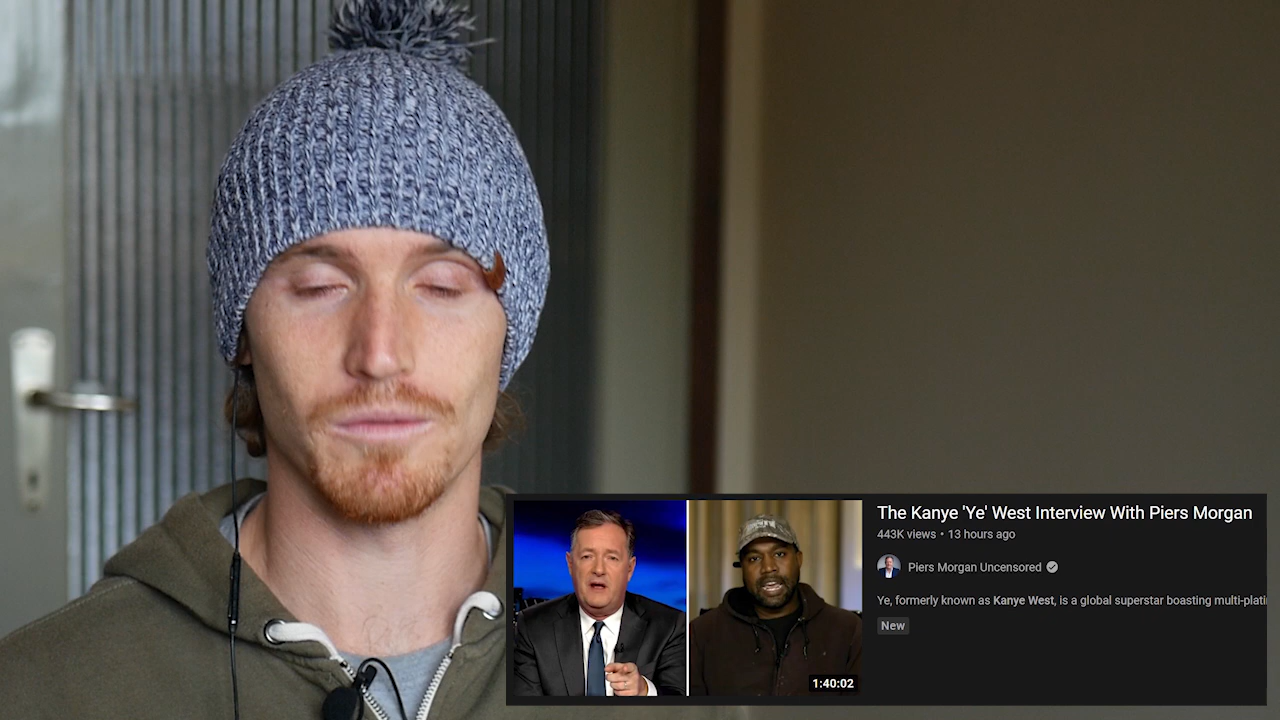 The Kanye 'Ye' West Interview With Piers Morgan
443K views • 13 hours ago
Piers Morgan Uncensored
Ye, formerly known as Kanye West, is a global superstar boasting multi-plati
New
1:40:02